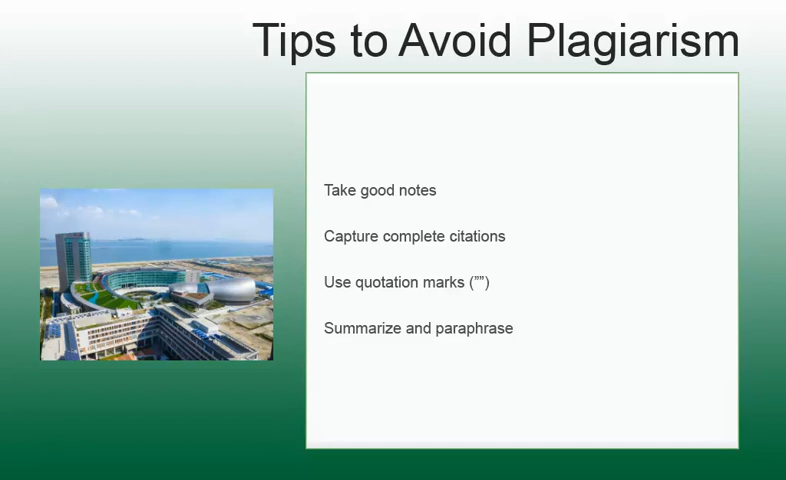 Tips to Avoid Plagiarism
Take good notes
Capture complete citations
Use quotation marks (””)
Summarize and paraphrase